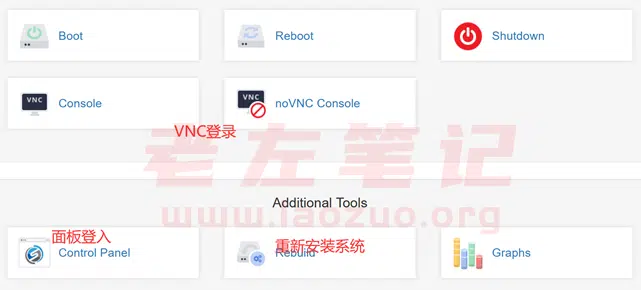 Boot
Reboot
Shutdown
VNC
Console
VNC
noVNC Console
VNC登录
老左笔记
Additional Tools
www.laozuo.org
面板登入
Control Panel
重新安装系统
Rebuild
Graphs